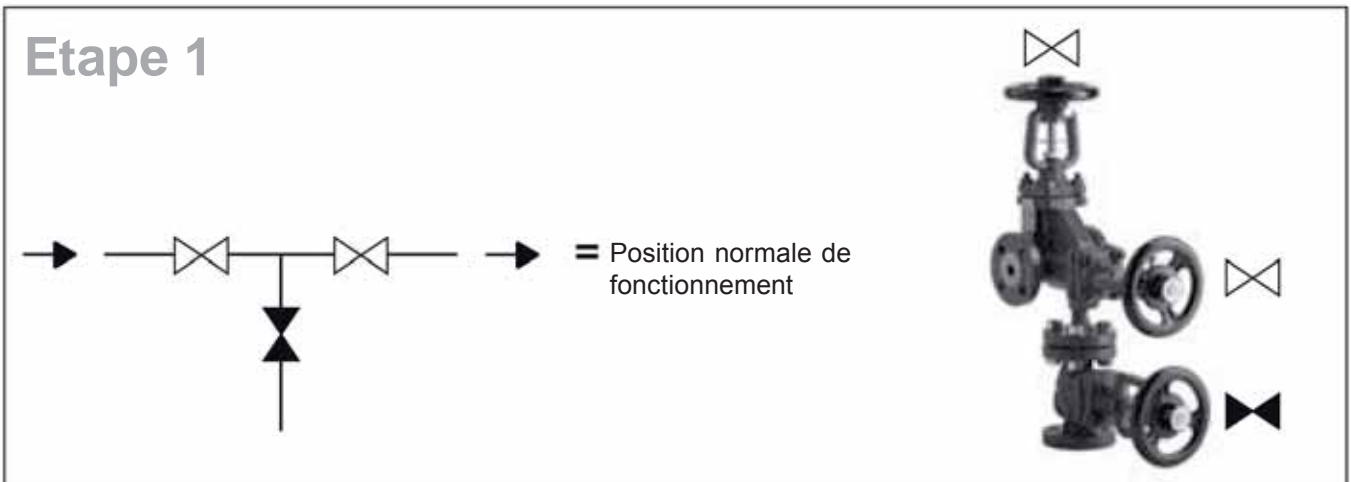 Etape 1
= Position normale de
fonctionnement